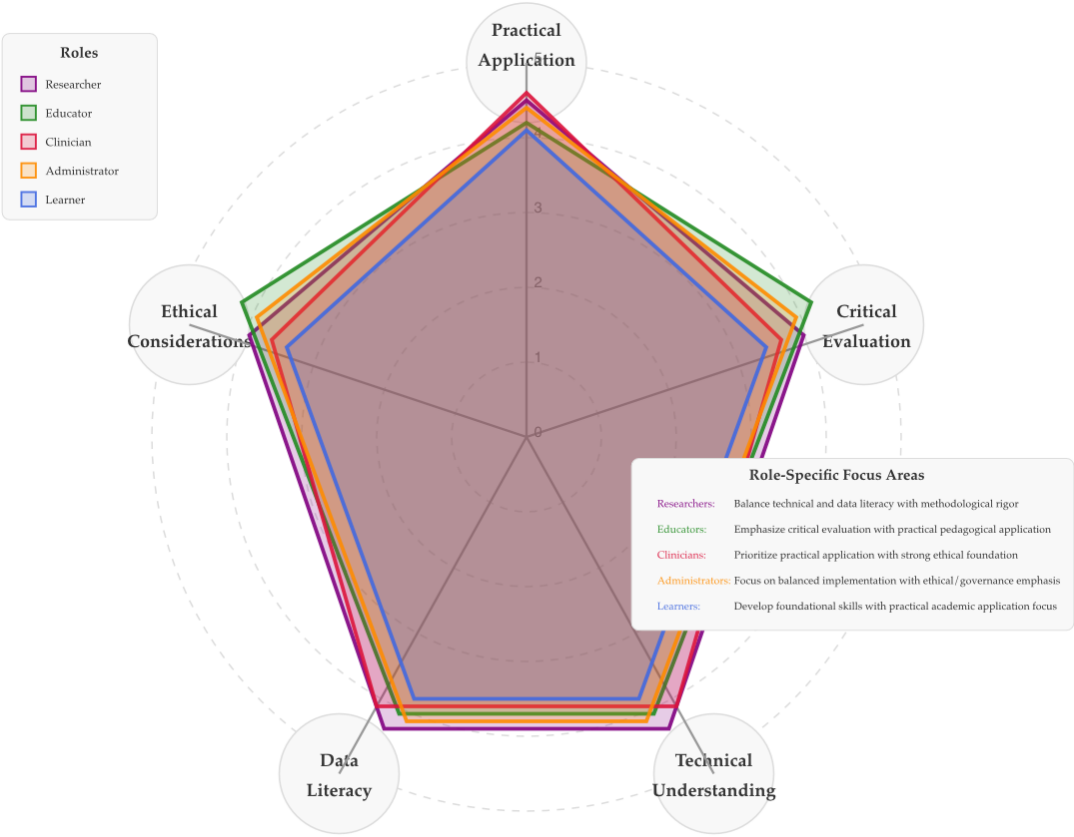 Practical
Application
Roles
Researcher
Educator
Clinician
Administrator
Learner
5
4
3
2
1
0
Ethical
Considerations
Critical
Evaluation
Role-Specific Focus Areas
Researchers: Balance technical and data literacy with methodological rigor
Educators: Emphasize critical evaluation with practical pedagogical application
Clinicians: Prioritize practical application with strong ethical foundation
Administrators: Focus on balanced implementation with ethical/governance emphasis
Learners: Develop foundational skills with practical academic application focus
Data
Literacy
Technical
Understanding